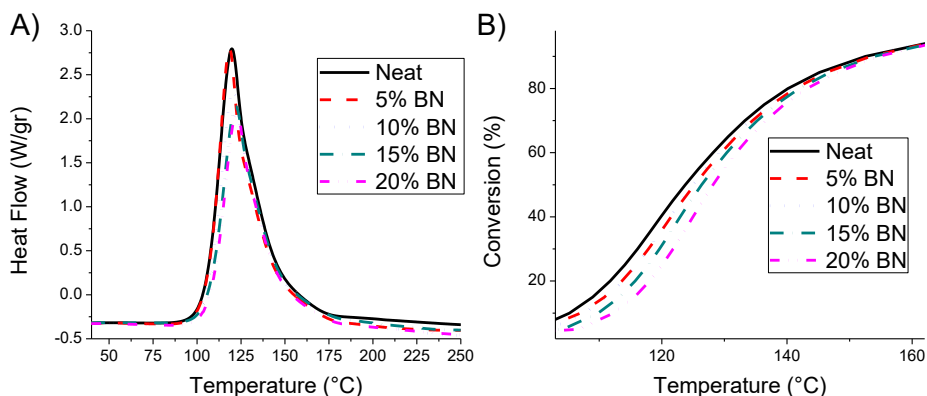 A)
Heat Flow (W/gr)
3.0
2.5
2.0
1.5
1.0
0.5
0.0
-0.5
50 75 100 125 150 175 200 225 250
Temperature (°C)
Neat
5% BN
10% BN
15% BN
20% BN
B)
Conversion (%)
80
60
40
20
120 140 160
Temperature (°C)
Neat
5% BN
10% BN
15% BN
20% BN